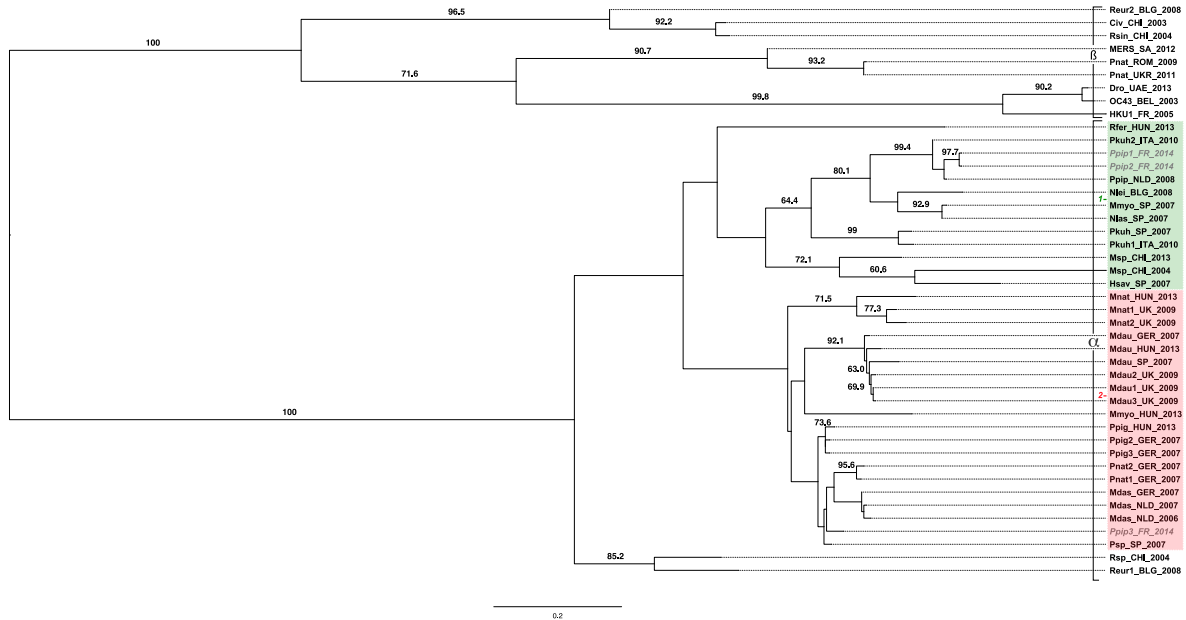 Reur2_BLG_2008
96.5
Civ_CHI_2003
92.2
Rsin_CHI_2004
100
MERS_SA_2012
90.7
ß
Pnat_ROM_2009
93.2
71.6
Pnat_UKR_2011
Dro_UAE_2013
90.2
99.8
OC43_BEL_2003
HKU1_FR_2005
Rfer_HUN_2013
Pkuh2_ITA_2010
99.4
97.7
Ppip1_FR_2014
Ppip2_FR_2014
80.1
Ppip_NLD_2008
Nlei_BLG_2008
1-
64.4
92.9
Mmyo_SP_2007
Nlas_SP_2007
Pkuh_SP_2007
99
Pkuh1_ITA_2010
Msp_CHI_2013
72.1
60.6
Msp_CHI_2004
Hsav_SP_2007
Mnat_HUN_2013
71.5
77.3
Mnat1_UK_2009
Mnat2_UK_2009
Mdau_GER_2007
92.1
α
Mdau_HUN_2013
Mdau_SP_2007
63.0
Mdau2_UK_2009
69.9
Mdau1_UK_2009
2-
Mdau3_UK_2009
Mmyo_HUN_2013
73.6
Ppig_HUN_2013
Ppig2_GER_2007
Ppig3_GER_2007
95.6
Pnat2_GER_2007
Pnat1_GER_2007
Mdas_GER_2007
Mdas_NLD_2007
Mdas_NLD_2006
Ppip3_FR_2014
Psp_SP_2007
85.2
Rsp_CHI_2004
Reur1_BLG_2008
100
0.2